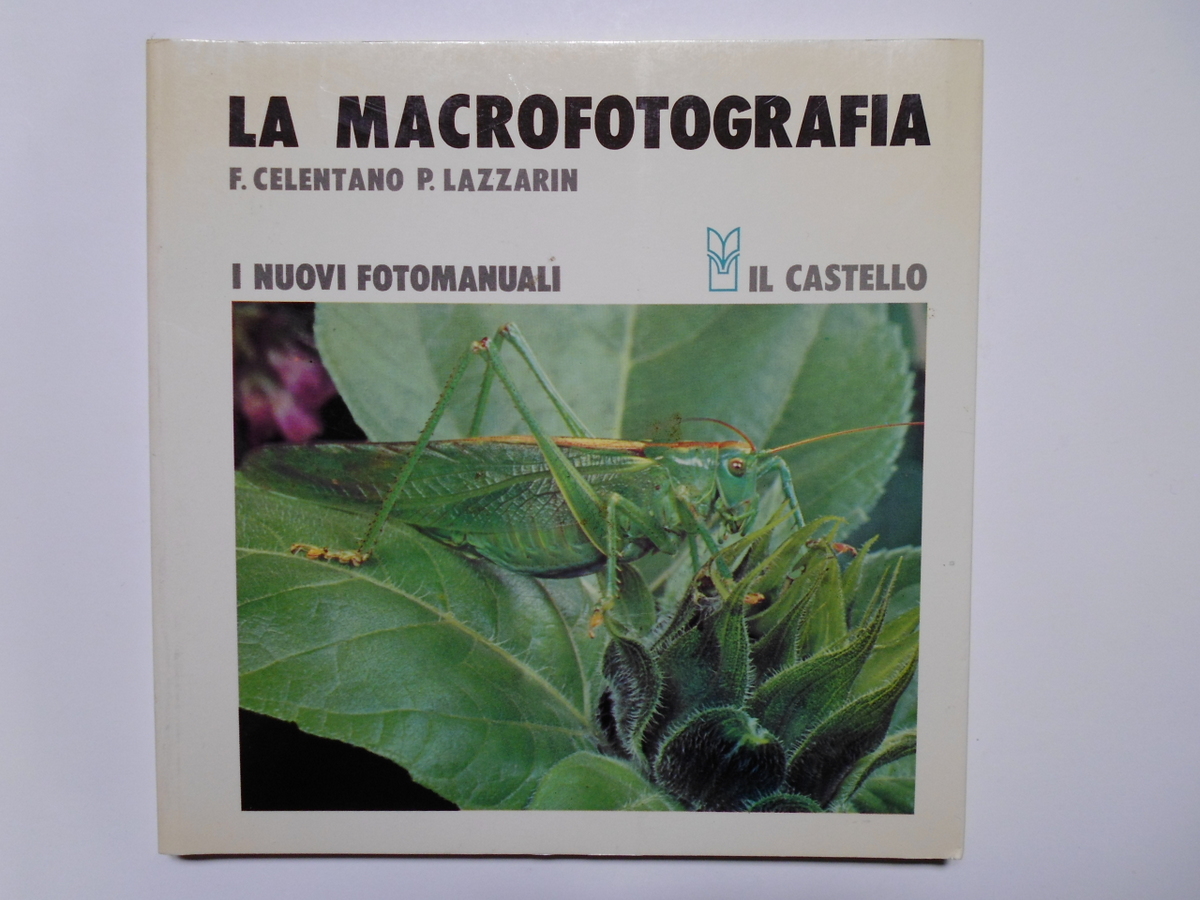 LA MACROFOTOGRAFIA
F. CELENTANO P. LAZZARIN
I NUOVI FOTOMANUALI
IL CASTELLO